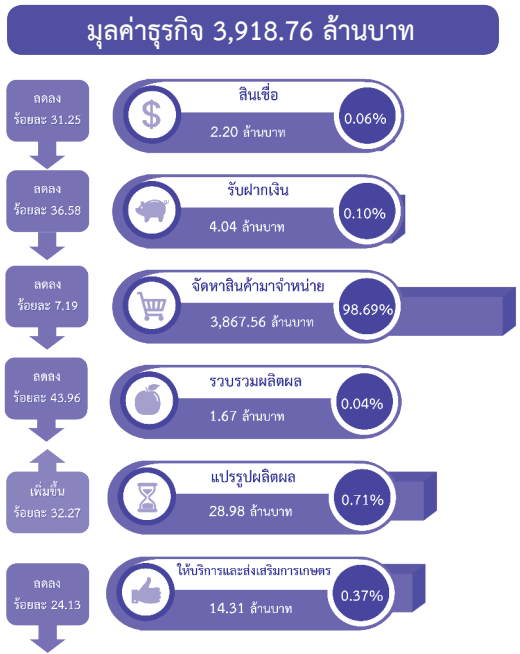 มูลค่าธุรกิจ 3,918.76 ล้านบาท
ลดลง
ร้อยละ 31.25
สินเชื่อ
2.20 ล้านบาท
0.06%
ลดลง
ร้อยละ 36.58
รับฝากเงิน
4.04 ล้านบาท
0.10%
ลดลง
ร้อยละ 7.19
จัดหาสินค้ามาจำหน่าย
3,867.56 ล้านบาท
98.69%
ลดลง
ร้อยละ 43.96
รวบรวมผลิตผล
1.67 ล้านบาท
0.04%
เพิ่มขึ้น
ร้อยละ 32.27
แปรรูปผลิตผล
28.98 ล้านบาท
0.71%
ลดลง
ร้อยละ 24.13
ให้บริการและส่งเสริมการเกษตร
14.31 ล้านบาท
0.37%